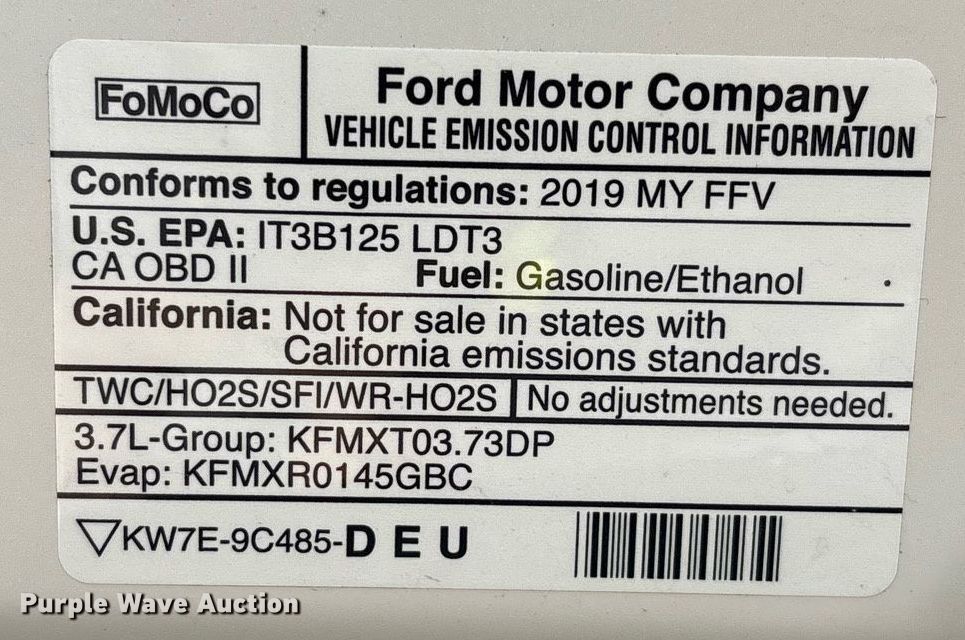 FoMoCo
Ford Motor Company
VEHICLE EMISSION CONTROL INFORMATION
Conforms to regulations: 2019 MY FFV
U.S. EPA: IT3B125 LDT3
CA OBD II Fuel: Gasoline/Ethanol
California: Not for sale in states with
California emissions standards.
TWC/HO2S/SFI/WR-HO2S No adjustments needed.
3.7L-Group: KFMXT03.73DP
Evap: KFMXR0145GBC
KW7E-9C485-D E U
Purple Wave Auction